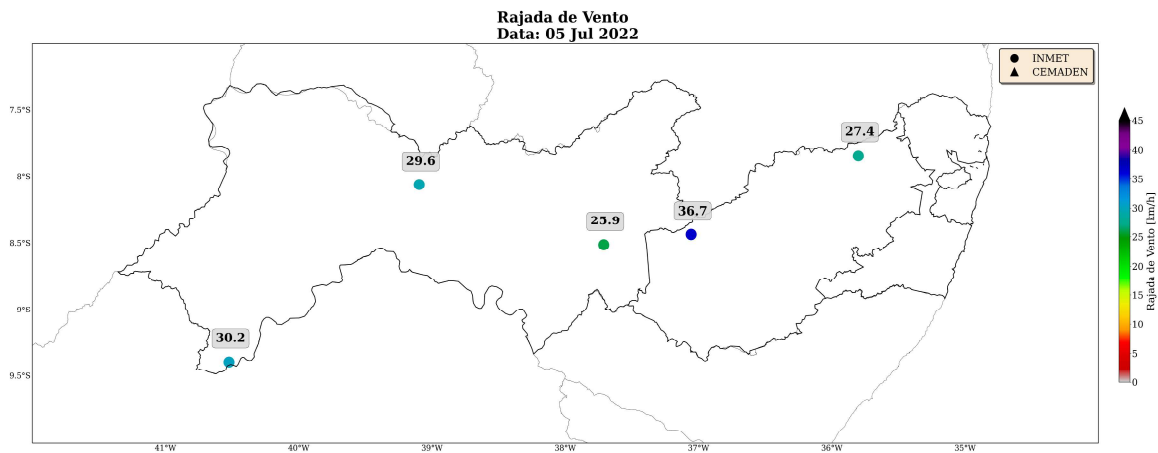 Rajada de Vento
Data: 05 Jul 2022
INMET
CEMADEN
7.5°S
8°S
8.5°S
9°S
9.5°S
27.4
29.6
36.7
25.9
30.2
41°W
40°W
39°W
38°W
37°W
36°W
35°W
45
40
35
30
25
20
15
10
5
0
Rajada de Vento [km/h]